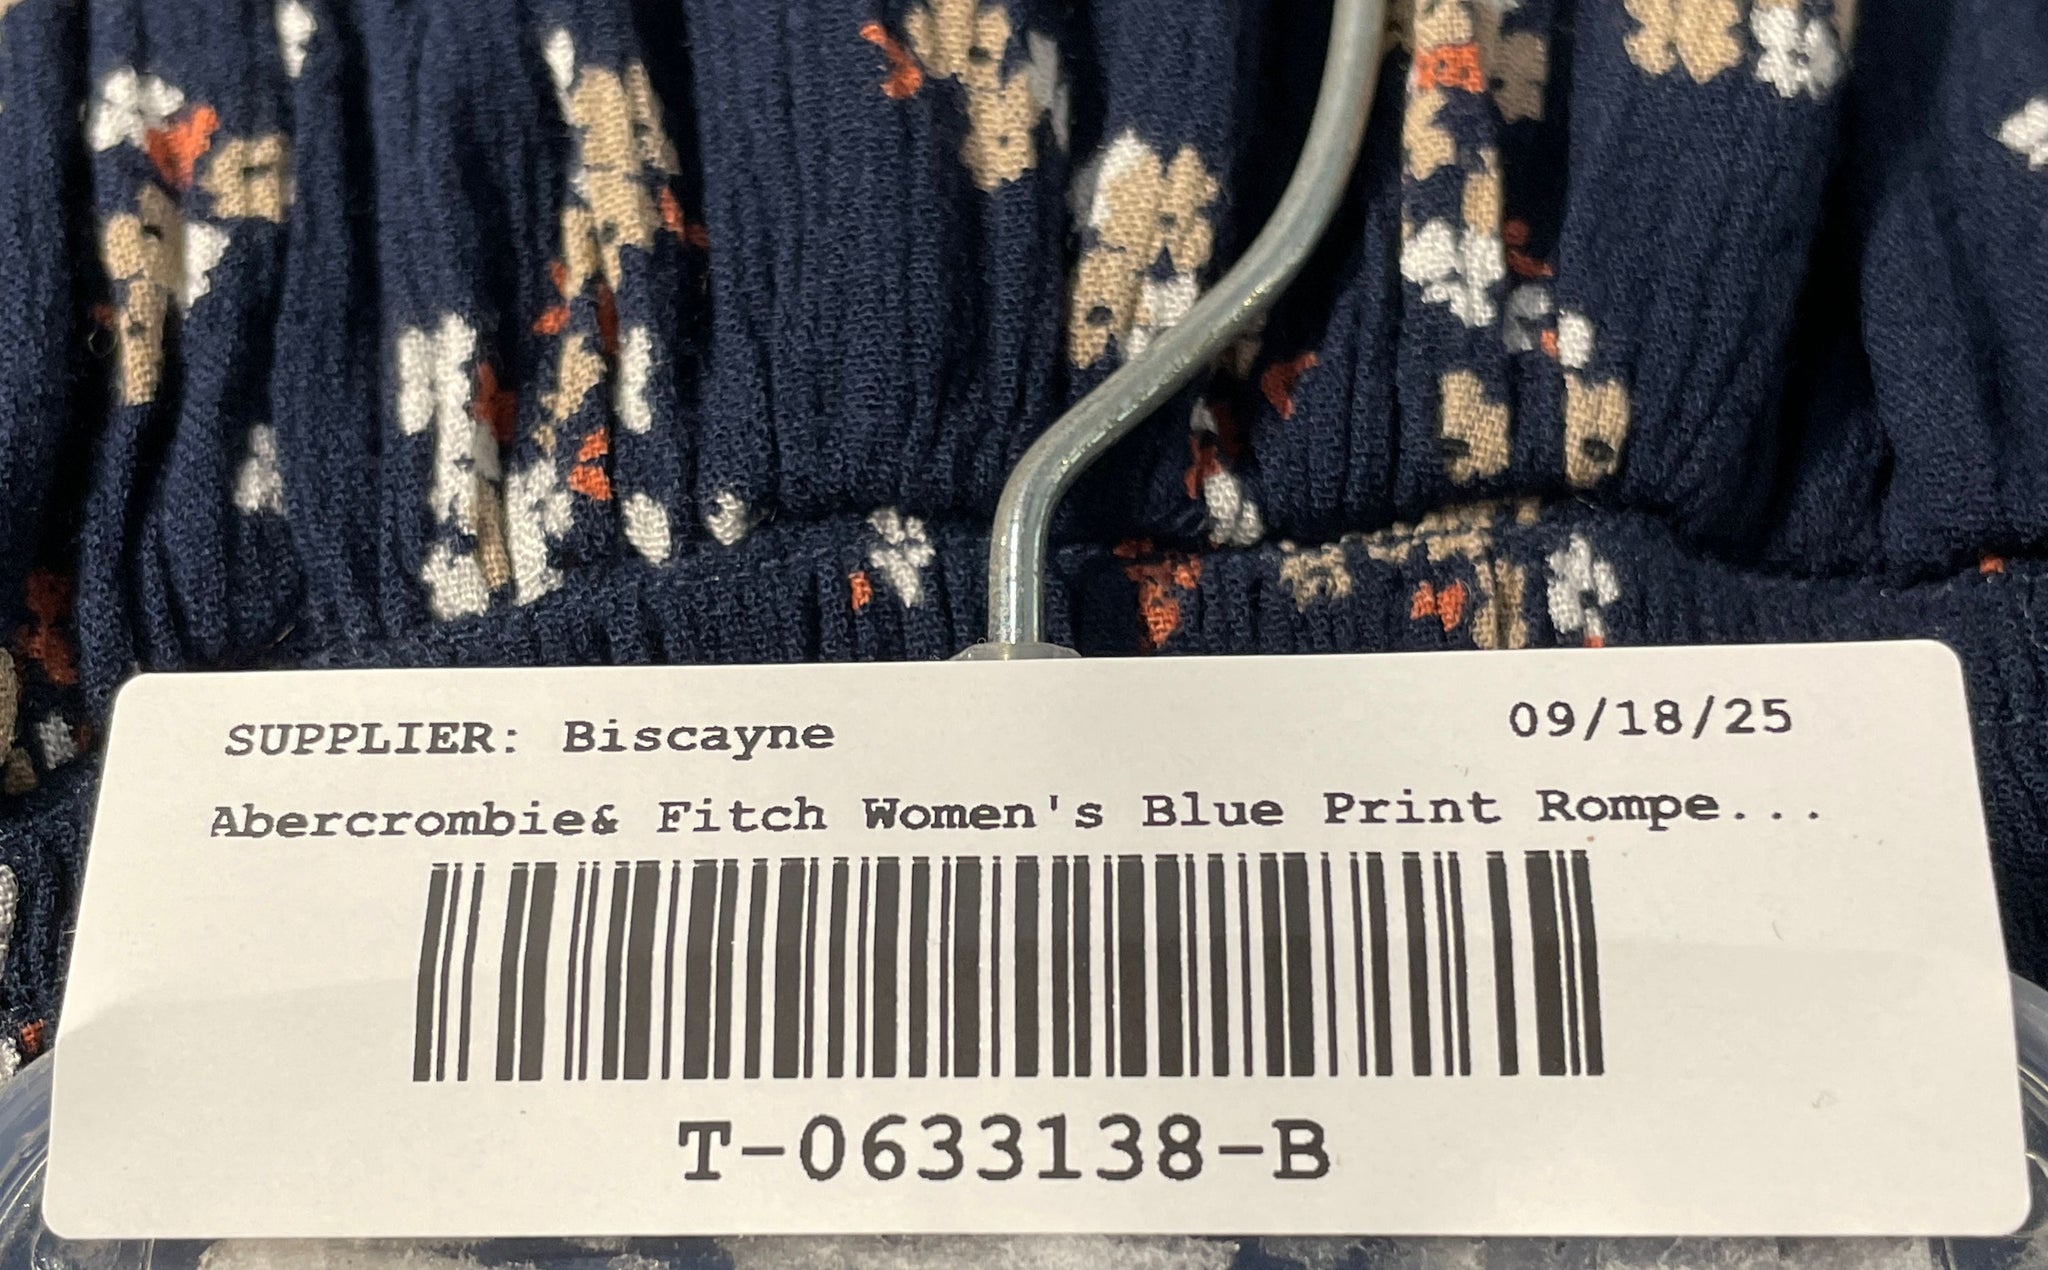 SUPPLIER: Biscayne 09/18/25
Abercrombie& Fitch Women's Blue Print Rompe...
T-0633138-B